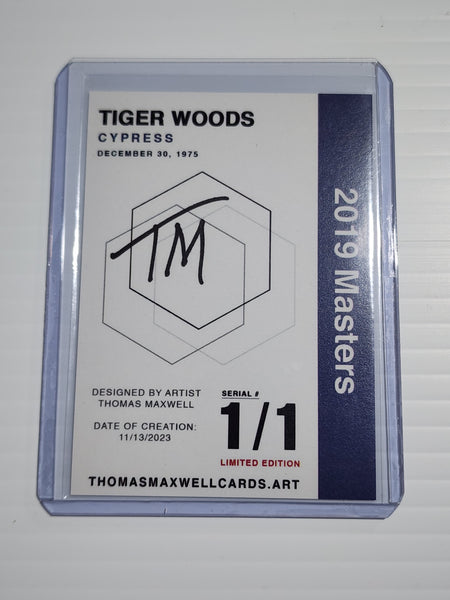 TIGER WOODS
CYPRESS
DECEMBER 30, 1975
2019 Masters
TM
DESIGNED BY ARTIST
THOMAS MAXWELL
DATE OF CREATION:
11/13/2023
SERIAL #
1/1
LIMITED EDITION
THOMASMAXWELLCARDS.ART